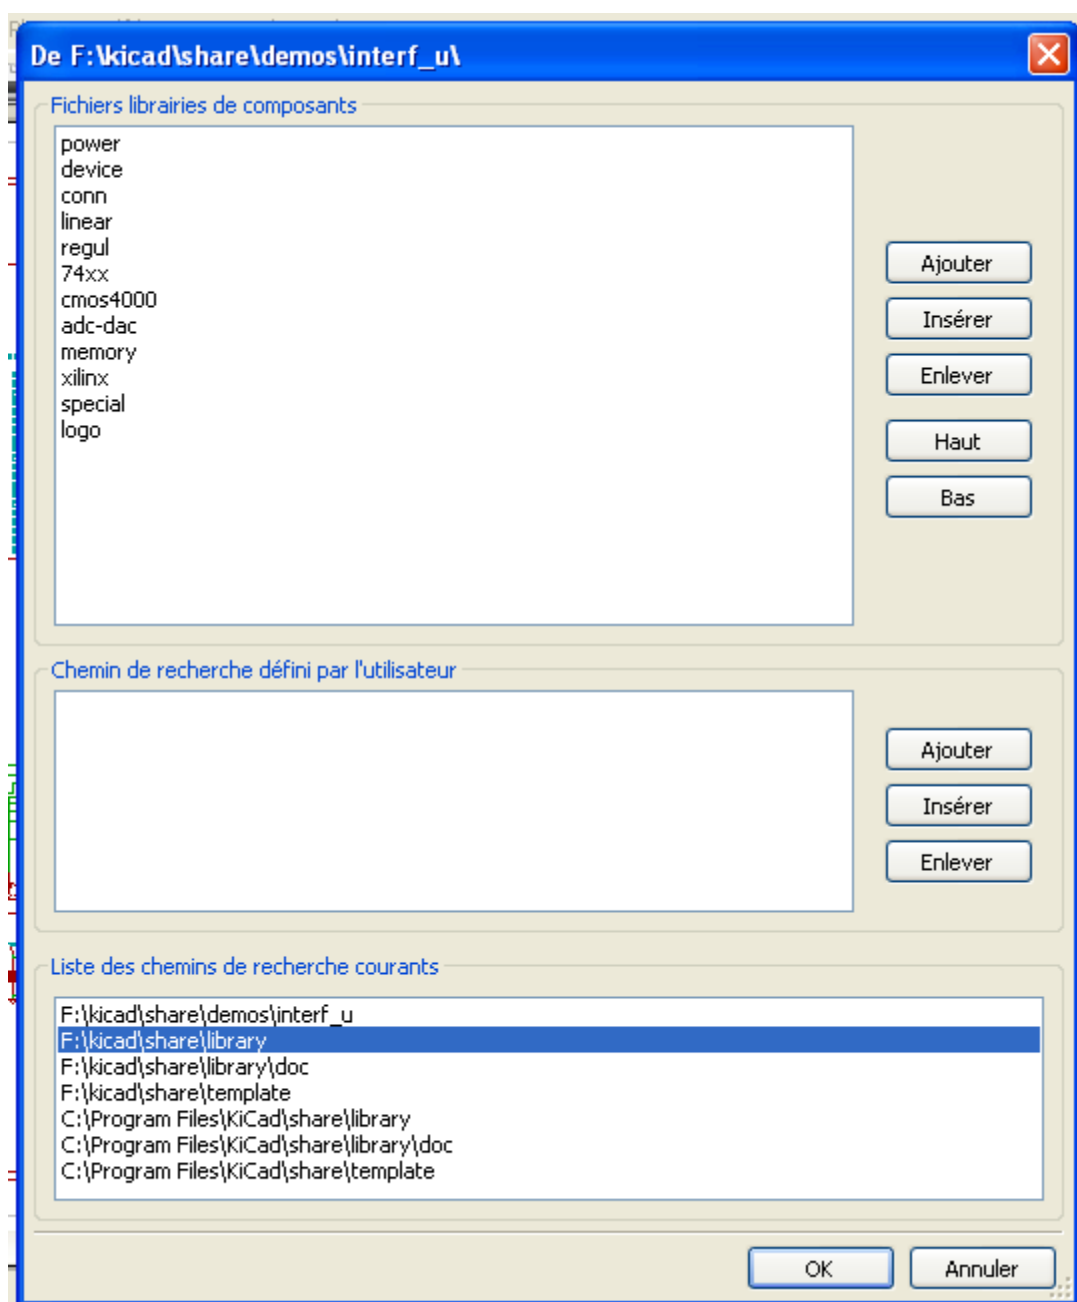 De F:\kicad\share\demos\interf_u\
Fichiers librairies de composants
power
device
conn
linear
regul
74xx
cmos4000
adc-dac
memory
xilinx
special
logo
Ajouter
Insérer
Enlever
Haut
Bas
Chemin de recherche défini par l'utilisateur
Ajouter
Insérer
Enlever
Liste des chemins de recherche courants
F:\kicad\share\demos\interf_u
F:\kicad\share\library
F:\kicad\share\library\doc
F:\kicad\share\template
C:\Program Files\KiCad\share\library
C:\Program Files\KiCad\share\library\doc
C:\Program Files\KiCad\share\template
OK
Annuler